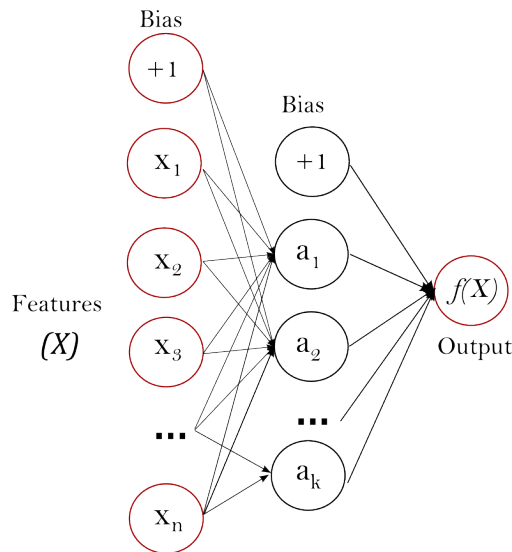 Bias
+1
x1
x2
x3
...
xn
Features
(X)
Bias
+1
a1
a2
...
ak
f(X)
Output